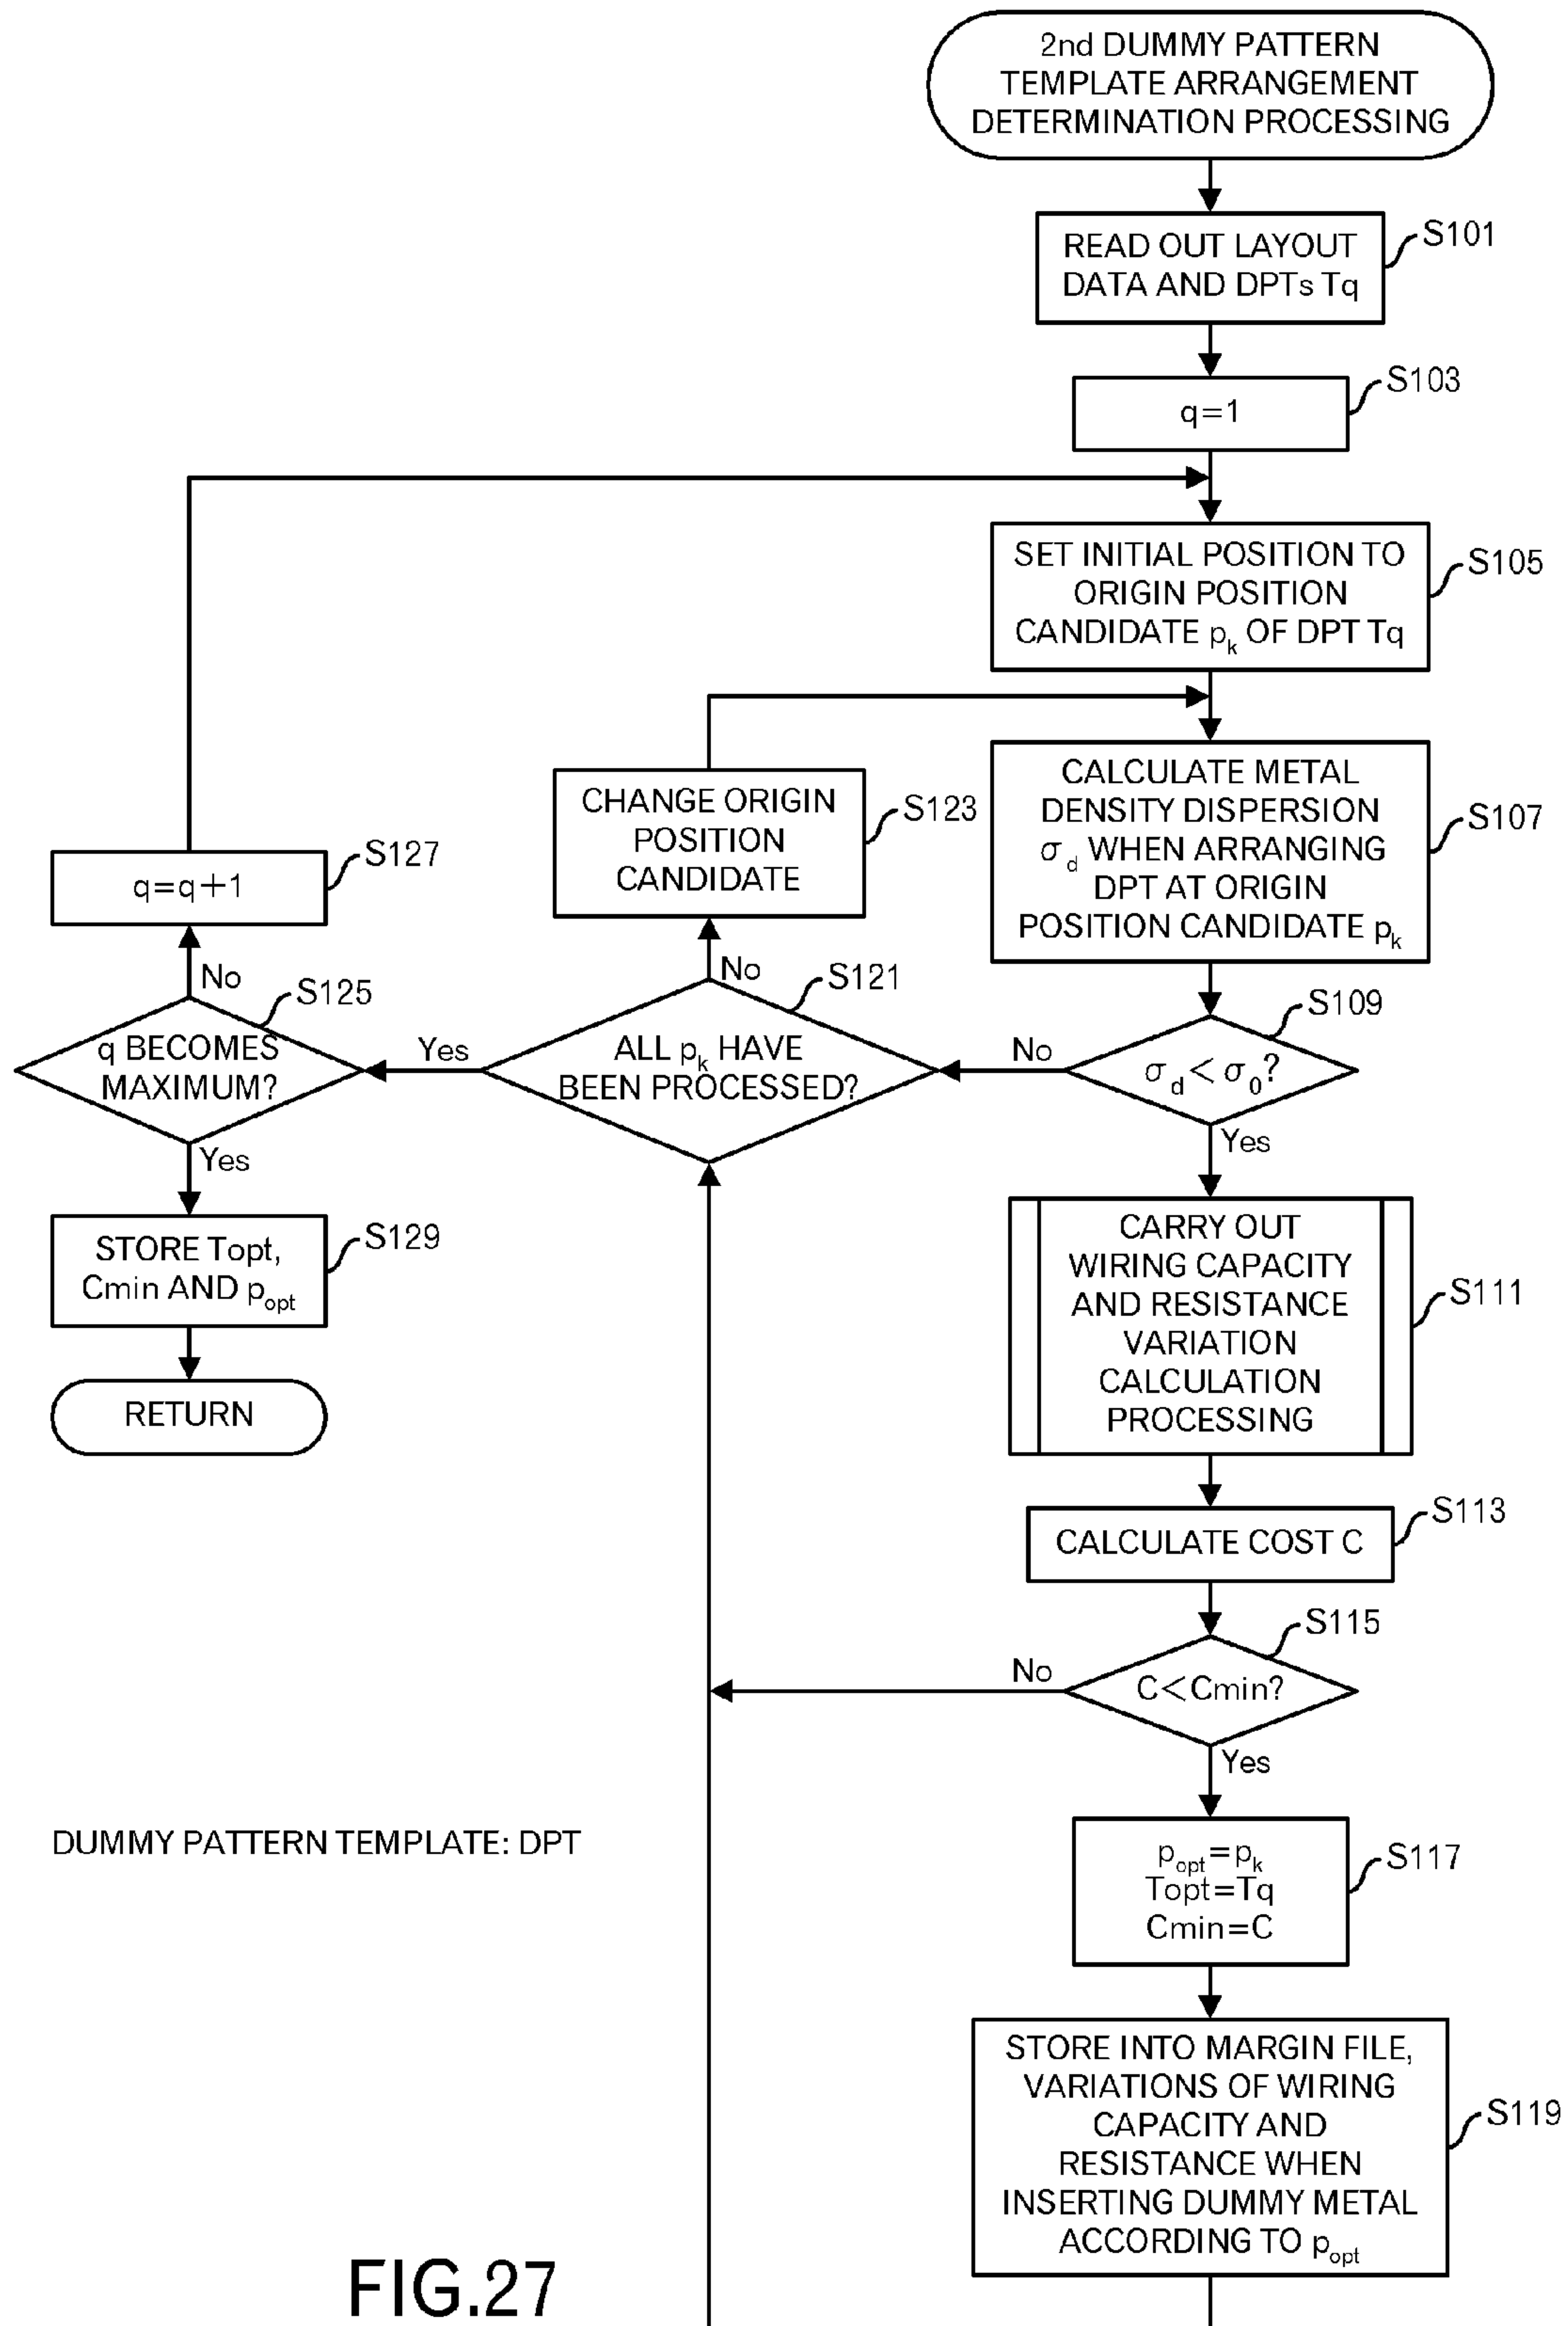 2nd DUMMY PATTERN
TEMPLATE ARRANGEMENT
DETERMINATION PROCESSING
READ OUT LAYOUT
DATA AND DPTs Tq
S101
q=1
S103
SET INITIAL POSITION TO
ORIGIN POSITION
CANDIDATE pk OF DPT Tq
S105
CALCULATE METAL
DENSITY DISPERSION
σd WHEN ARRANGING
DPT AT ORIGIN
POSITION CANDIDATE pk
S107
CHANGE ORIGIN
POSITION
CANDIDATE
S123
q=q+1
S127
No
S125
q BECOMES
MAXIMUM?
Yes
No
S121
ALL pk HAVE
BEEN PROCESSED?
No
S109
σd<σ0?
Yes
Yes
STORE Topt,
Cmin AND popt
S129
RETURN
CARRY OUT
WIRING CAPACITY
AND RESISTANCE
VARIATION
CALCULATION
PROCESSING
S111
CALCULATE COST C
S113
S115
No
C<Cmin?
Yes
DUMMY PATTERN TEMPLATE: DPT
popt=pk
Topt=Tq
Cmin=C
S117
STORE INTO MARGIN FILE,
VARIATIONS OF WIRING
CAPACITY AND
RESISTANCE WHEN
INSERTING DUMMY METAL
ACCORDING TO popt
S119
FIG.27